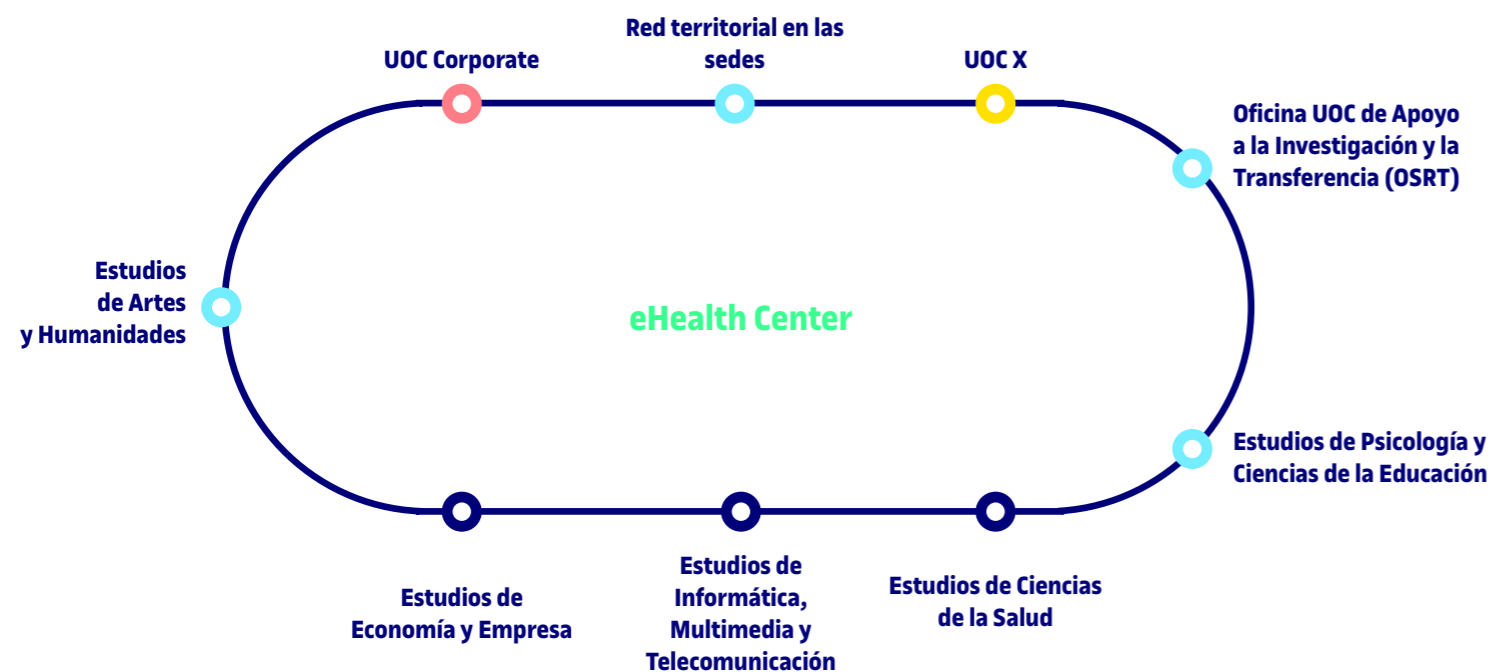 Red territorial en las
sedes
UOC Corporate
UOC X
Oficina UOC de Apoyo
a la Investigación y la
Transferencia (OSRT)
Estudios
de Artes
y Humanidades
eHealth Center
Estudios de Psicología y
Ciencias de la Educación
Estudios de
Economía y Empresa
Estudios de
Informática,
Multimedia y
Telecomunicación
Estudios de Ciencias
de la Salud